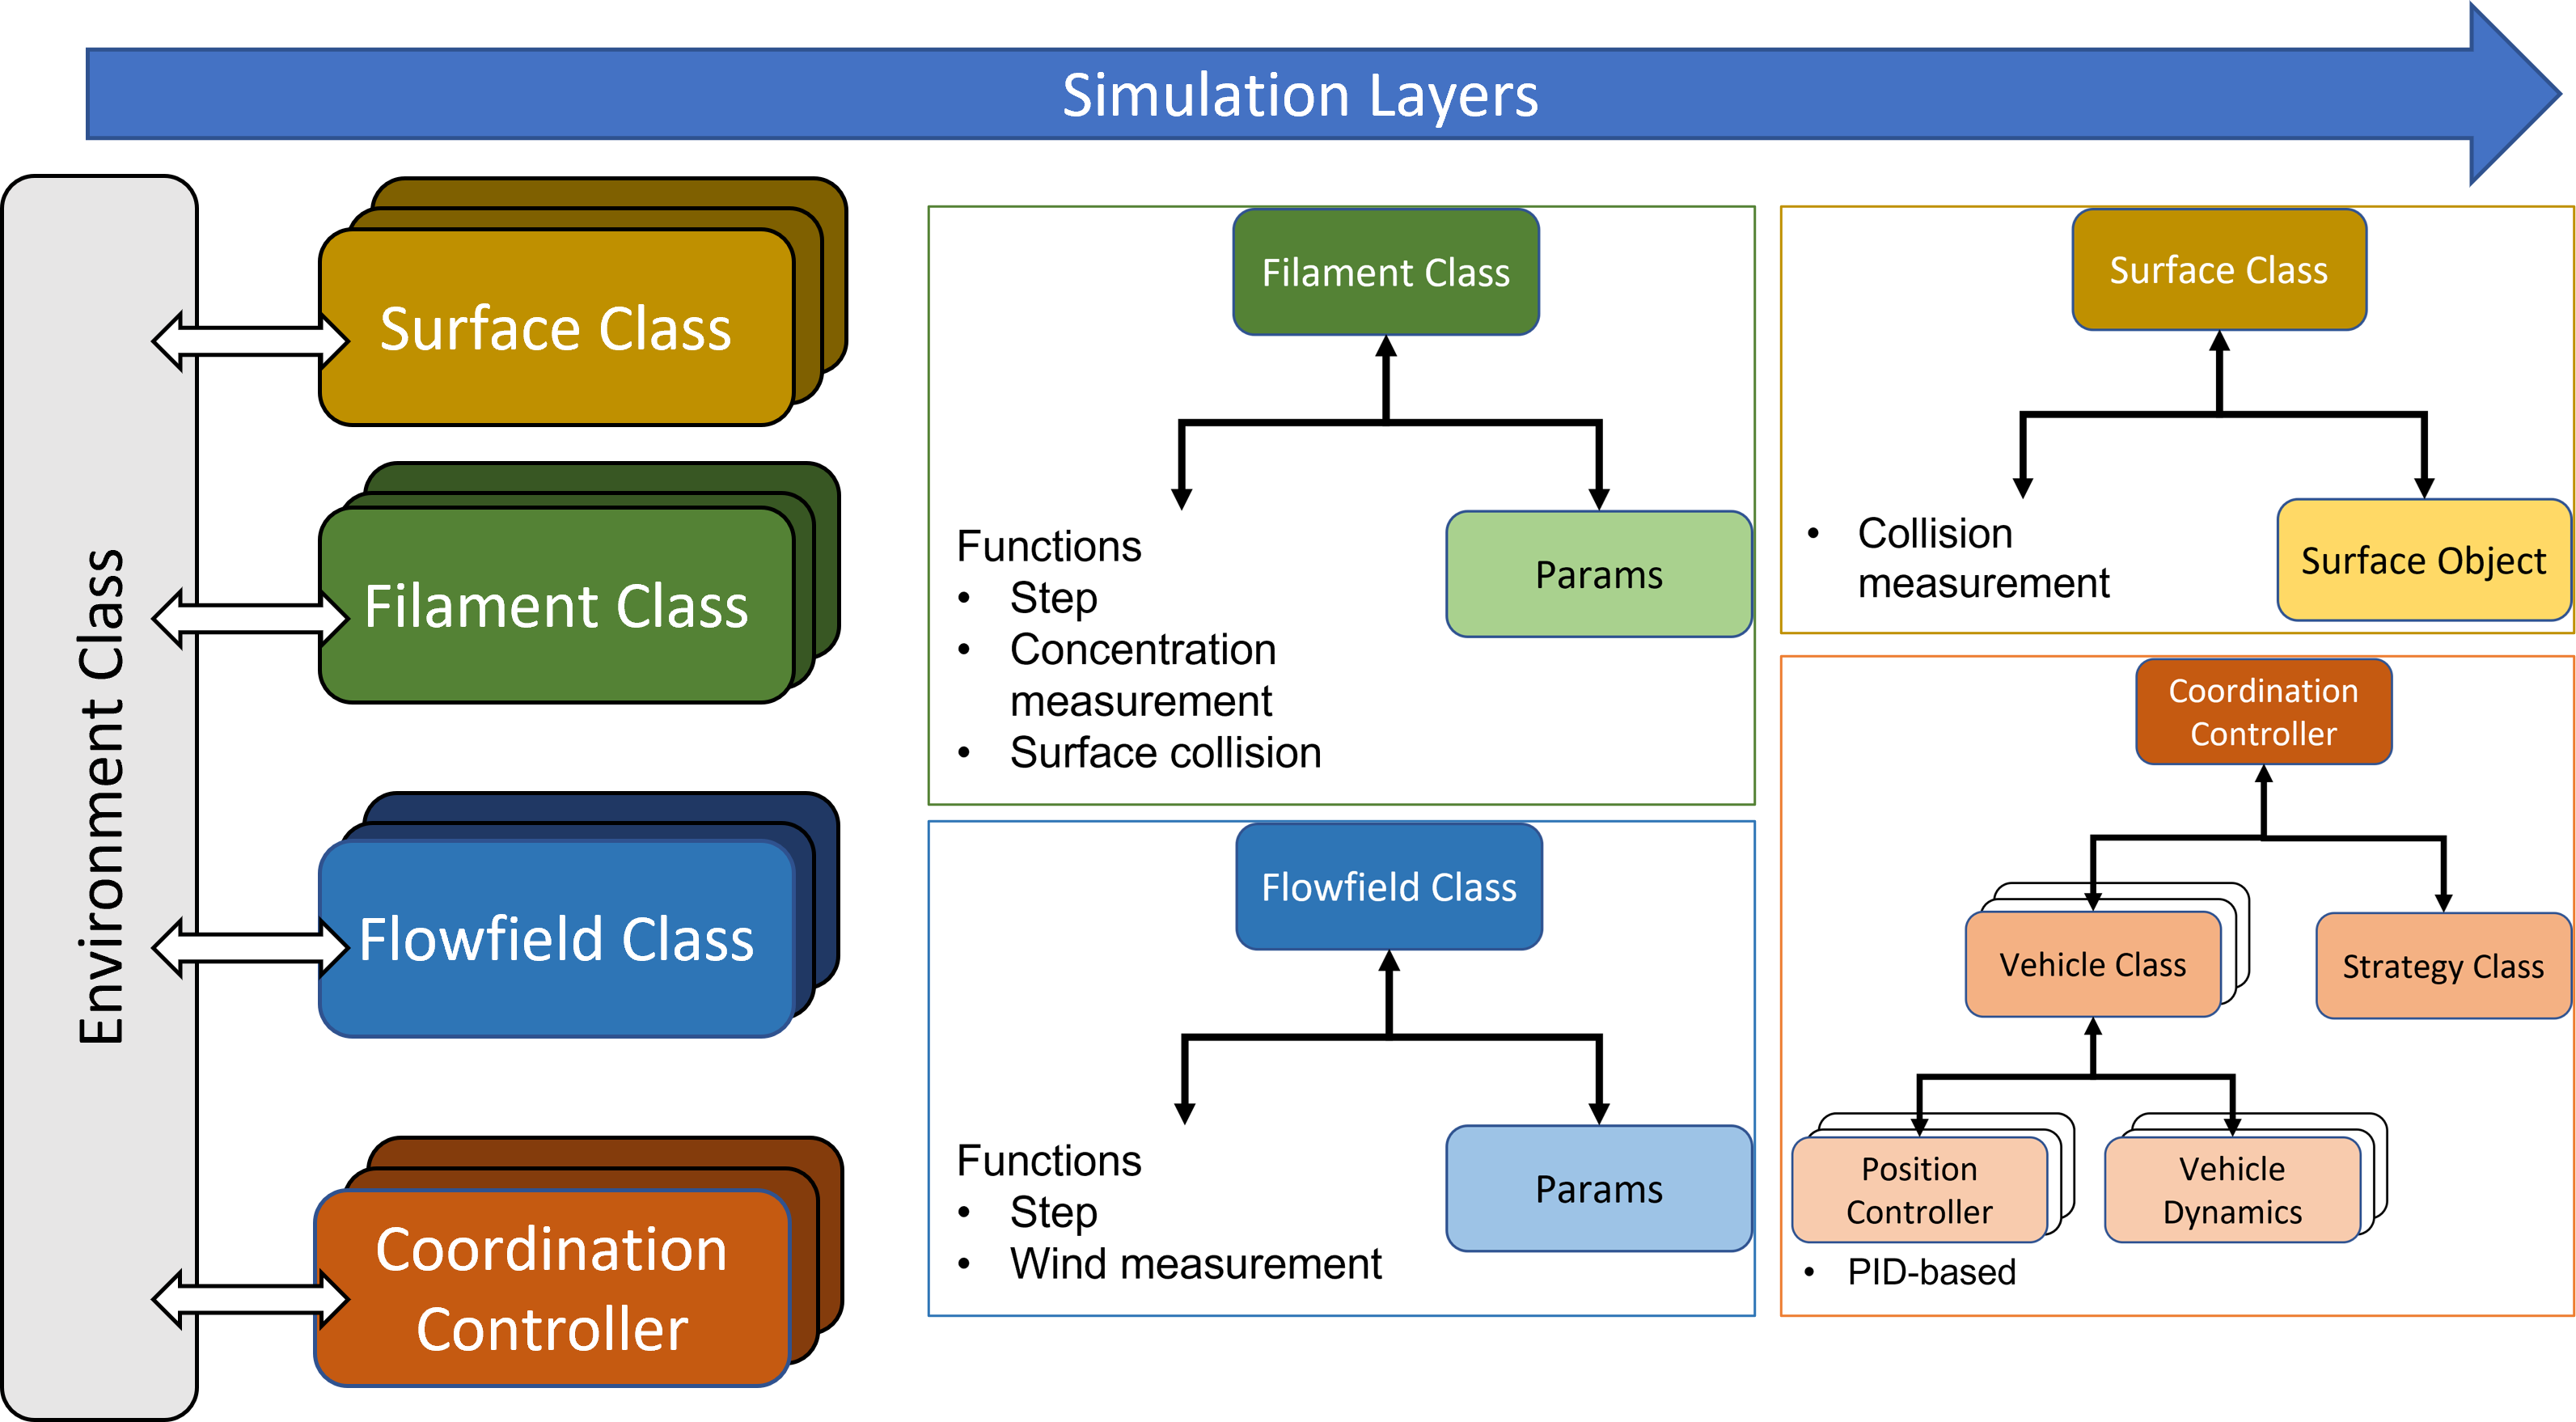 Simulation Layers
Environment Class
Surface Class
Filament Class
Flowfield Class
Coordination
Controller
Filament Class
Functions
• Step
• Concentration
measurement
• Surface collision
Params
Surface Class
• Collision
measurement
Surface Object
Flowfield Class
Functions
• Step
• Wind measurement
Params
Coordination
Controller
Vehicle Class
Strategy Class
Position
Controller
• PID-based
Vehicle
Dynamics